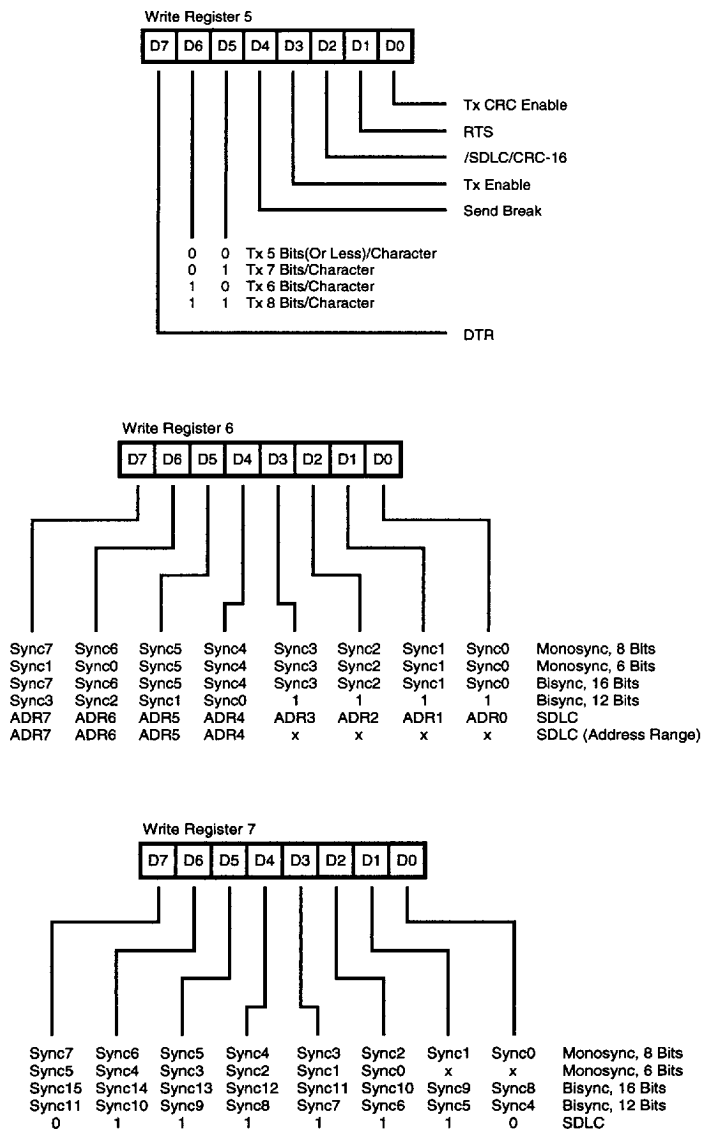 Write Register 5
D7 D6 D5 D4 D3 D2 D1 D0
Tx CRC Enable
RTS
/SDLC/CRC-16
Tx Enable
Send Break
0 0 Tx 5 Bits(Or Less)/Character
0 1 Tx 7 Bits/Character
1 0 Tx 6 Bits/Character
1 1 Tx 8 Bits/Character
DTR
Write Register 6
D7 D6 D5 D4 D3 D2 D1 D0
Sync7 Sync6 Sync5 Sync4 Sync3 Sync2 Sync1 Sync0 Monosync, 8 Bits
Sync1 Sync0 Sync5 Sync4 Sync3 Sync2 Sync1 Sync0 Monosync, 6 Bits
Sync7 Sync6 Sync5 Sync4 Sync3 Sync2 Sync1 Sync0 Bisync, 16 Bits
Sync3 Sync2 Sync1 Sync0 1 1 1 1 Bisync, 12 Bits
ADR7 ADR6 ADR5 ADR4 ADR3 ADR2 ADR1 ADR0 SDLC
ADR7 ADR6 ADR5 ADR4 x x x x SDLC (Address Range)
Write Register 7
D7 D6 D5 D4 D3 D2 D1 D0
Sync7 Sync6 Sync5 Sync4 Sync3 Sync2 Sync1 Sync0 Monosync, 8 Bits
Sync5 Sync4 Sync3 Sync2 Sync1 Sync0 x x Monosync, 6 Bits
Sync15 Sync14 Sync13 Sync12 Sync11 Sync10 Sync9 Sync8 Bisync, 16 Bits
Sync11 Sync10 Sync9 Sync8 Sync7 Sync6 Sync5 Sync4 Bisync, 12 Bits
0 1 1 1 1 1 1 0 SDLC